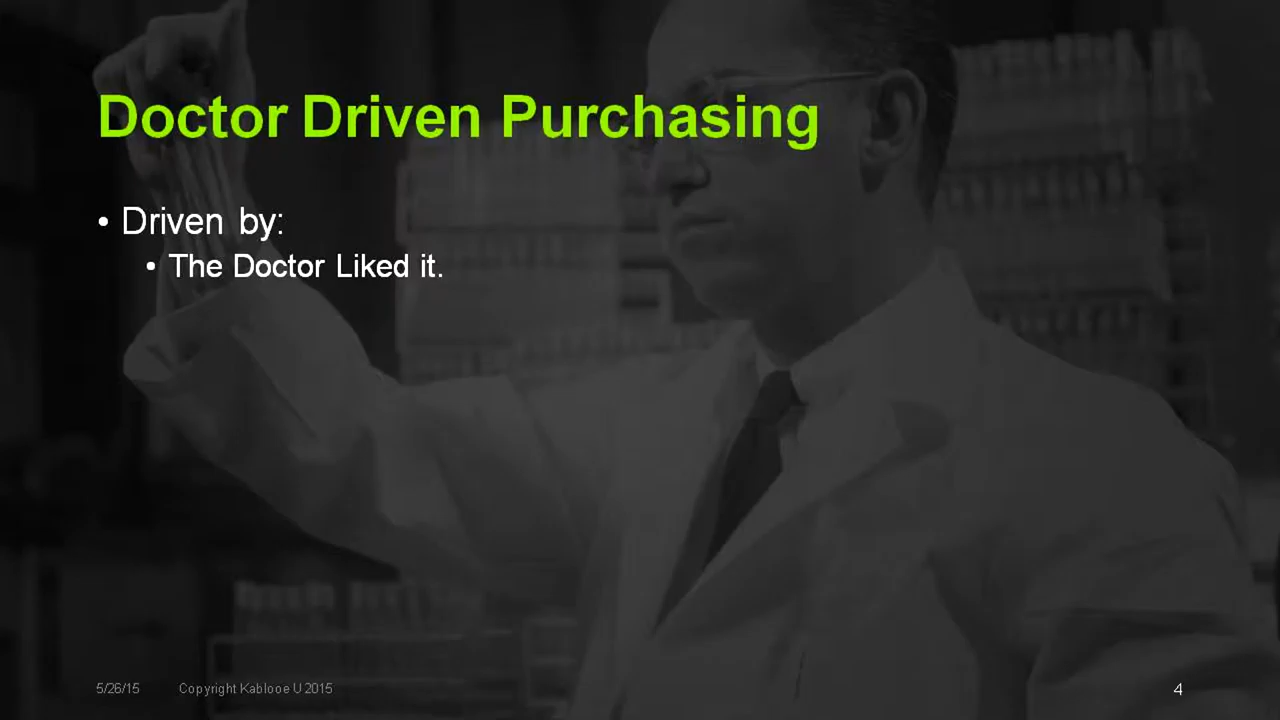 Doctor Driven Purchasing
• Driven by:
• The Doctor Liked it.
5/26/15 Copyright Kablooe U 2015 4